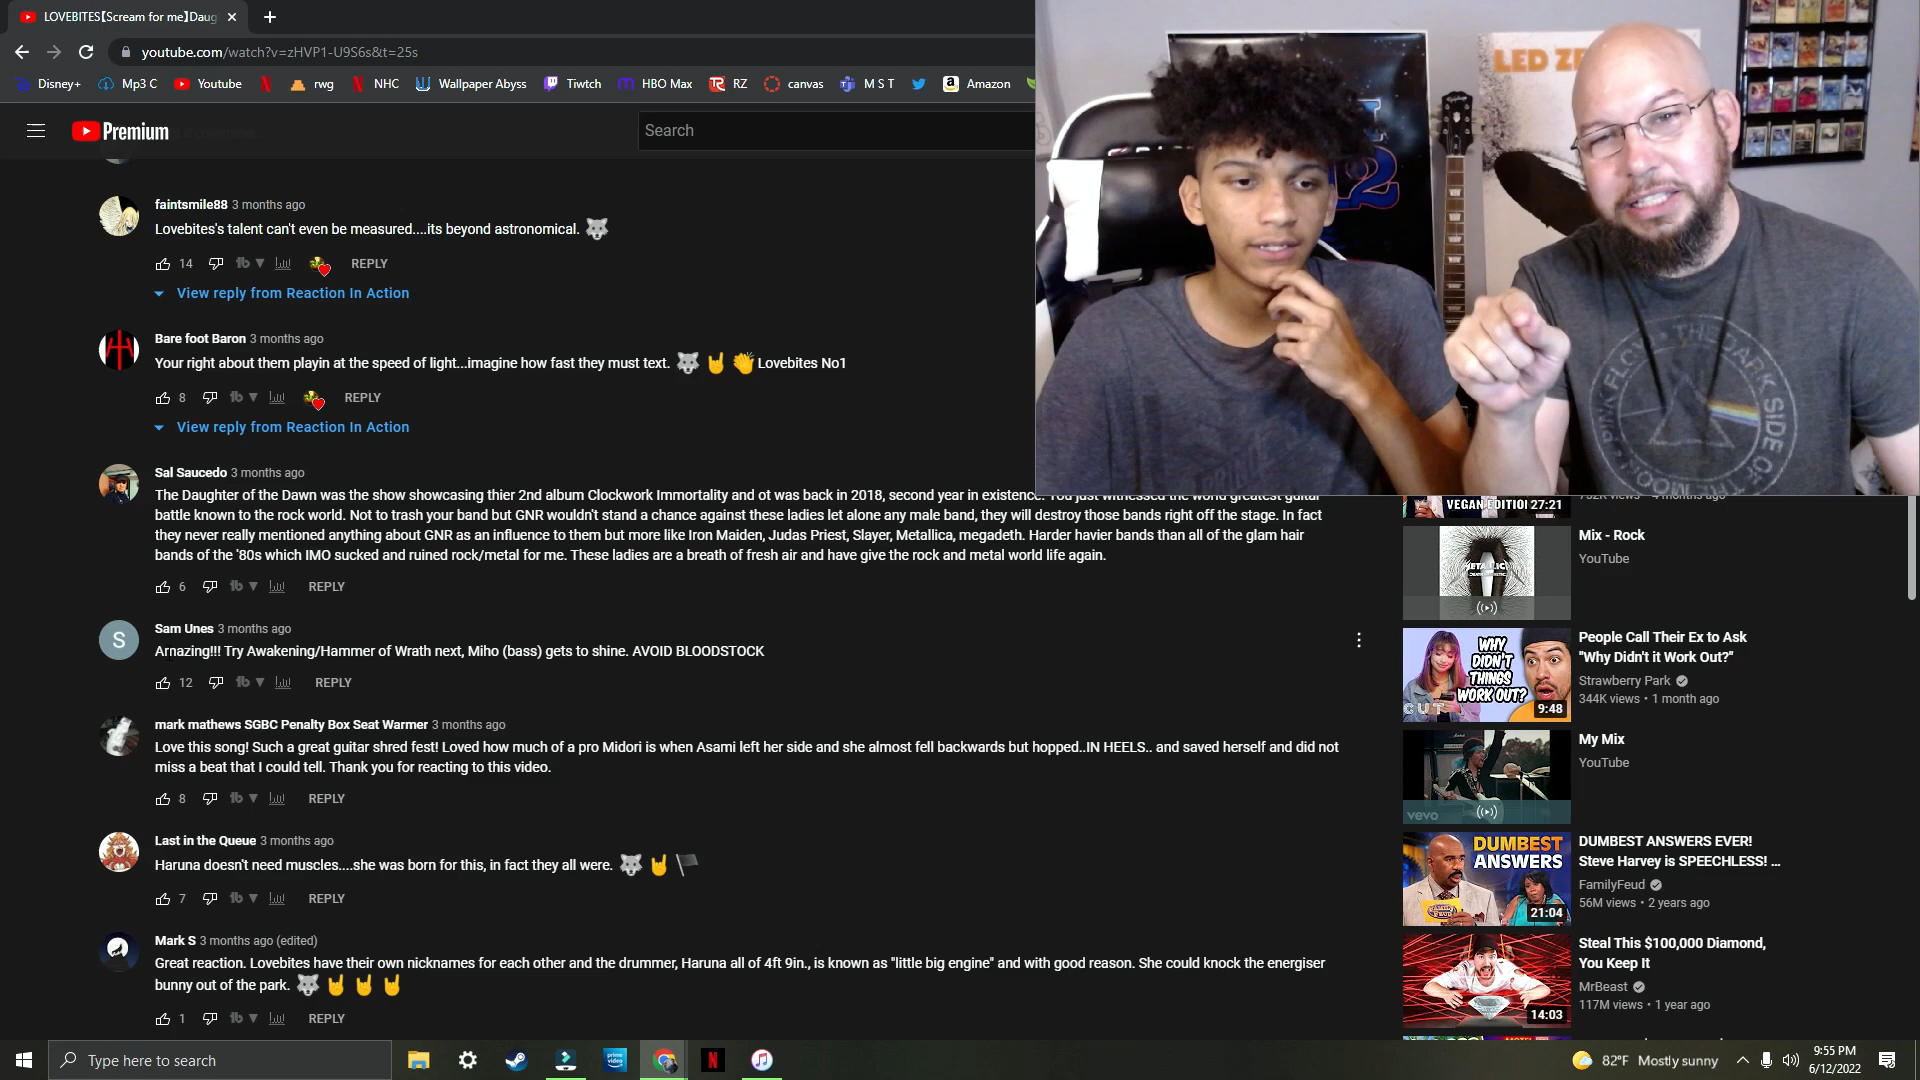 LOVEBITES【Scream for me】Daug
youtube.com/watch?v=zHVP1-U9S6s&t=25s
Disney+ Mp3 C Youtube rwg NHC Wallpaper Abyss Tiwtch HBO Max RZ canvas M S T Amazon
Premium
Search
LED ZE
faintsmile88 3 months ago
Lovebites's talent can't even be measured....its beyond astronomical.
14 REPLY
View reply from Reaction In Action
Bare foot Baron 3 months ago
Your right about them playin at the speed of light...imagine how fast they must text. Lovebites No1
8 REPLY
View reply from Reaction In Action
Sal Saucedo 3 months ago
The Daughter of the Dawn was the show showcasing thier 2nd album Clockwork Immortality and ot was back in 2018, second year in existence. You just witnessed the world greatest guitar
battle known to the rock world. Not to trash your band but GNR wouldn't stand a chance against these ladies let alone any male band, they will destroy those bands right off the stage. In fact
they never really mentioned anything about GNR as an influence to them but more like Iron Maiden, Judas Priest, Slayer, Metallica, megadeth. Harder havier bands than all of the glam hair
bands of the '80s which IMO sucked and ruined rock/metal for me. These ladies are a breath of fresh air and have give the rock and metal world life again.
6 REPLY
S
Sam Unes 3 months ago
Amazing!!! Try Awakening/Hammer of Wrath next, Miho (bass) gets to shine. AVOID BLOODSTOCK
12 REPLY
mark mathews SGBC Penalty Box Seat Warmer 3 months ago
Love this song! Such a great guitar shred fest! Loved how much of a pro Midori is when Asami left her side and she almost fell backwards but hopped..IN HEELS.. and saved herself and did not
miss a beat that I could tell. Thank you for reacting to this video.
8 REPLY
Last in the Queue 3 months ago
Haruna doesn't need muscles....she was born for this, in fact they all were.
7 REPLY
Mark S 3 months ago (edited)
Great reaction. Lovebites have their own nicknames for each other and the drummer, Haruna all of 4ft 9in., is known as "little big engine" and with good reason. She could knock the energiser
bunny out of the park.
1 REPLY
PINK FLOYD THE DARK SIDE OF THE MOON
VEGAN EDITIO! 27:21
Mix - Rock
YouTube
WHY DIDN'T THINGS WORK OUT?
CUT
9:48
People Call Their Ex to Ask
"Why Didn't it Work Out?"
Strawberry Park
344K views • 1 month ago
vevo
My Mix
YouTube
DUMBEST ANSWERS
21:04
DUMBEST ANSWERS EVER!
Steve Harvey is SPEECHLESS! ...
FamilyFeud
56M views • 2 years ago
14:03
Steal This $100,000 Diamond,
You Keep It
MrBeast
117M views • 1 year ago
Type here to search
prime video
82°F Mostly sunny
9:55 PM
6/12/2022